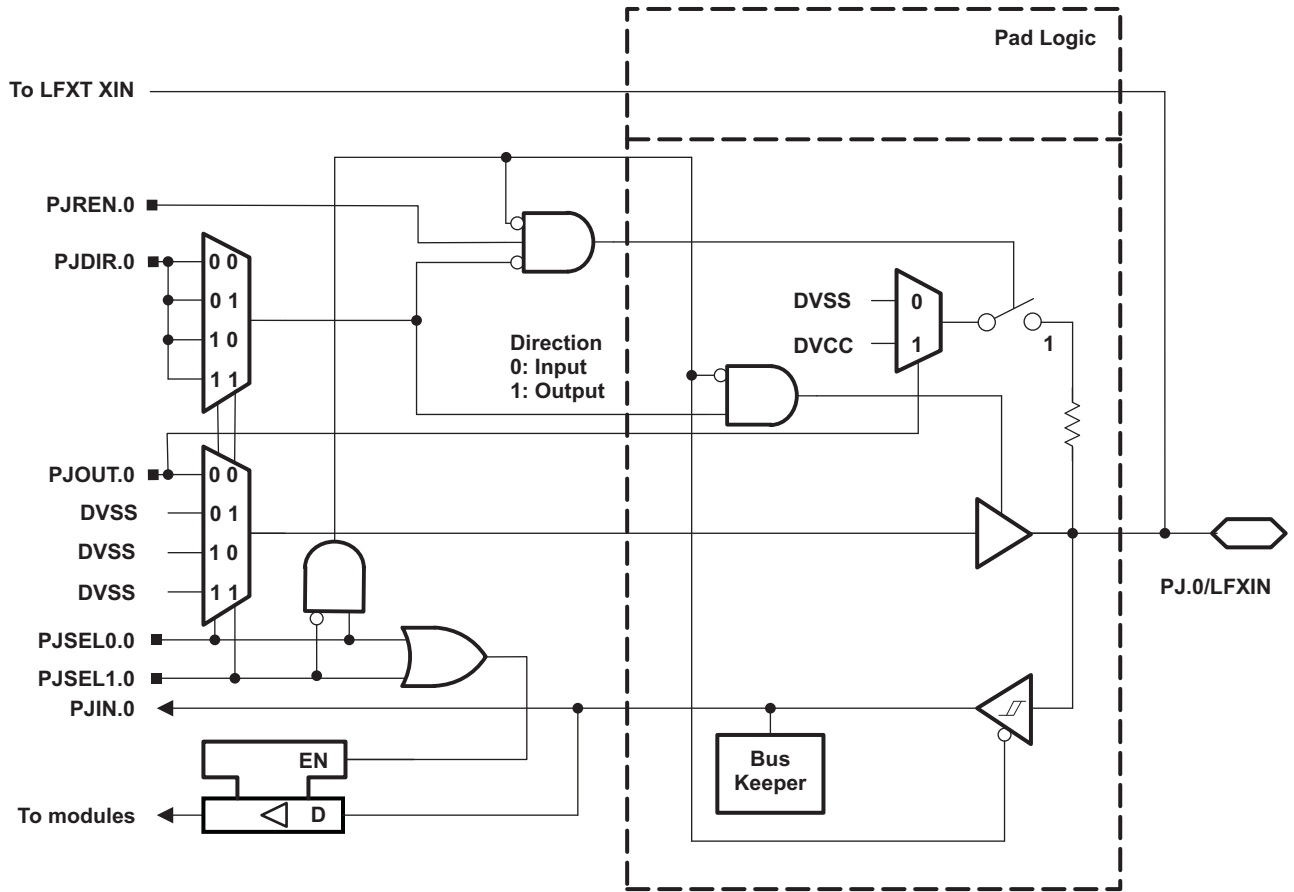 Pad Logic
To LFXT XIN
PJREN.0
PJDIR.0
0 0
0 1
1 0
1 1
Direction
0: Input
1: Output
DVSS
0
DVCC
1
1
PJOUT.0
0 0
DVSS
0 1
DVSS
1 0
DVSS
1 1
PJ.0/LFXIN
PJSEL0.0
PJSEL1.0
PJIN.0
EN
Bus
Keeper
To modules
D